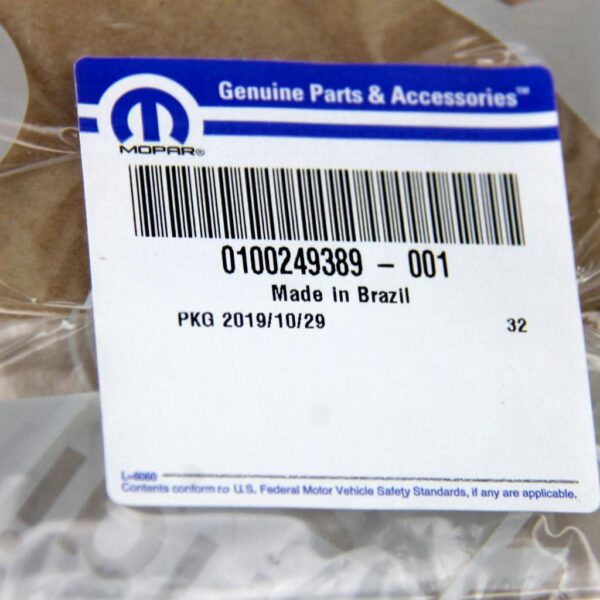 Genuine Parts & Accessories™
MOPAR®
0100249389 - 001
Made in Brazil
PKG 2019/10/29 32
L-6060
Contents conform to U.S. Federal Motor Vehicle Safety Standards, if any are applicable.